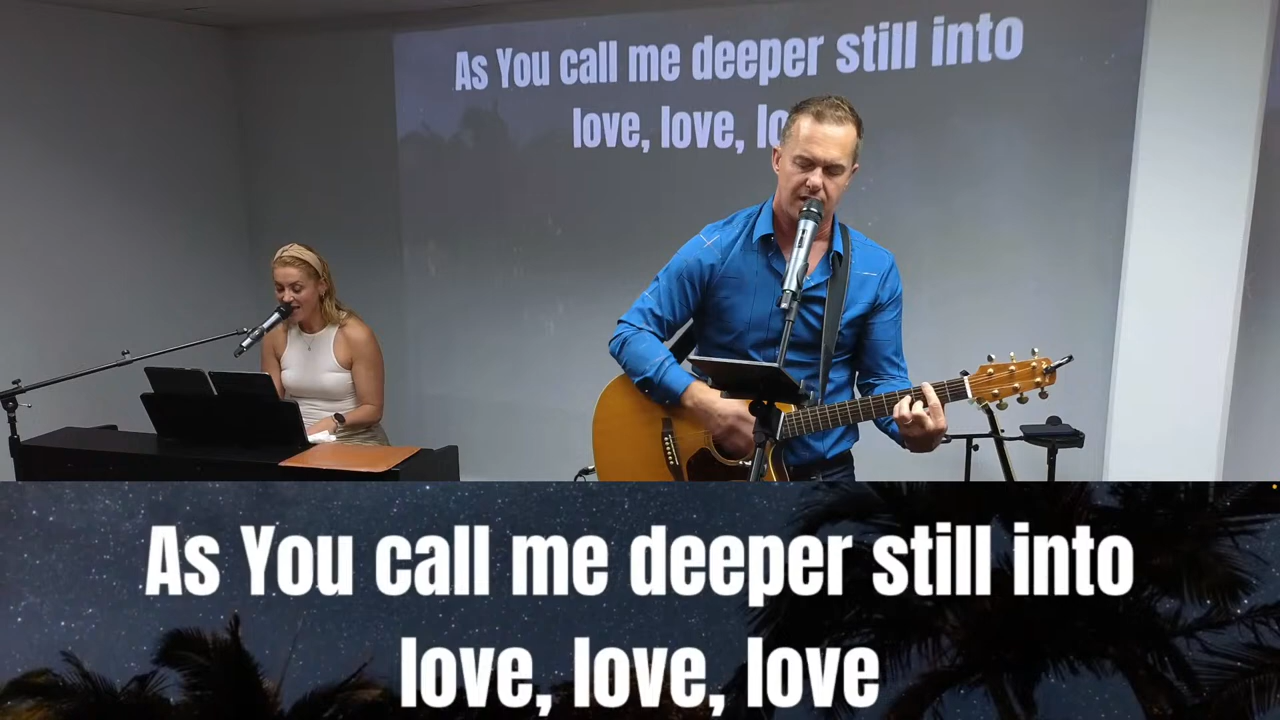 As You call me deeper still into
love, love, lo
As You call me deeper still into
love, love, love